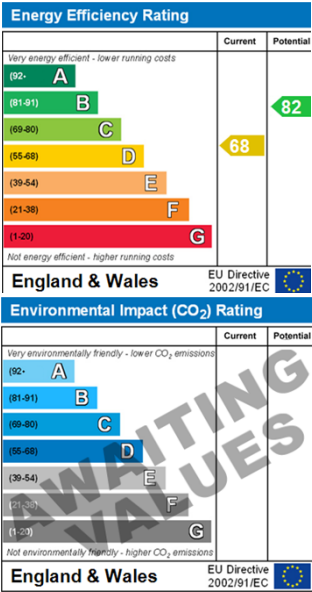 Energy Efficiency Rating
Current Potential
Very energy efficient - lower running costs
(92- A
(81-91) B
82
(69-80) C
(55-68) D
68
(39-54) E
(21-38) F
(1-20) G
Not energy efficient - higher running costs
England & Wales
EU Directive
2002/91/EC
Environmental Impact (CO2) Rating
Current Potential
Very environmentally friendly - lower CO2 emissions
(92- A
(81-91) B
(69-80) C
(55-68) D
(39-54) E
(21-38) F
(1-20) G
AWAITING
VALUES
Not environmentally friendly - higher CO2 emissions
England & Wales
EU Directive
2002/91/EC